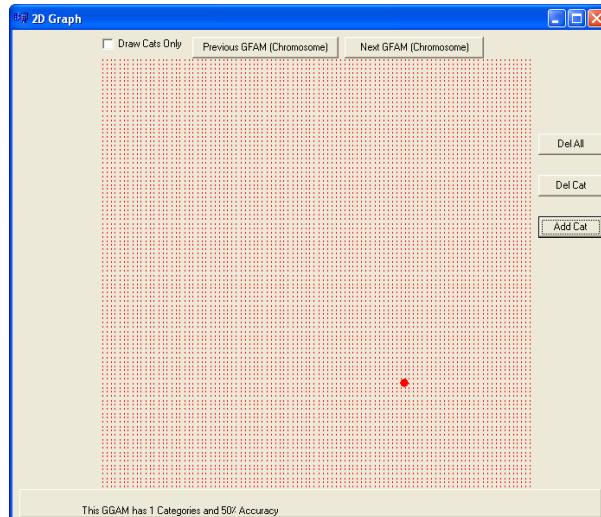 2D Graph
Draw Cats Only
Previous GFAM (Chromosome)
Next GFAM (Chromosome)
Del All
Del Cat
Add Cat
This GGAM has 1 Categories and 50% Accuracy